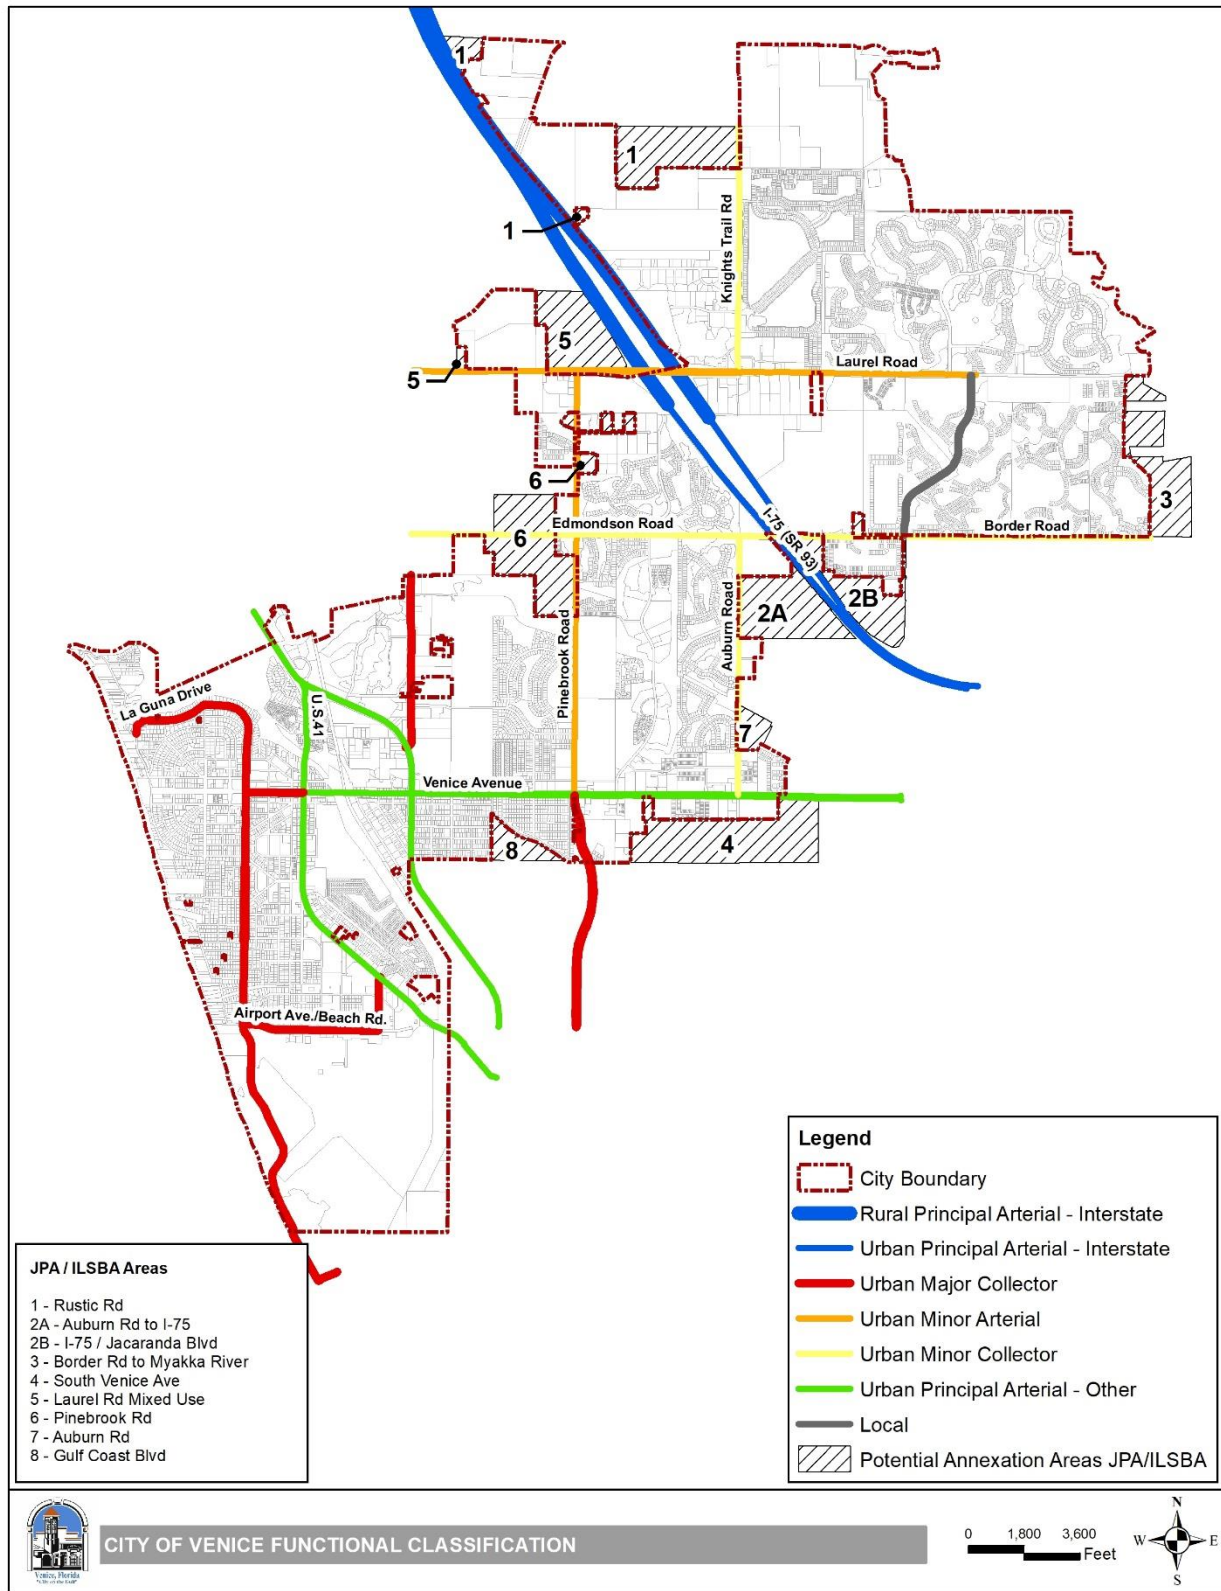 1
1
1
Knights Trail Rd
5
5
Laurel Road
6
3
Edmondson Road
6
I-75 (SR 93)
Border Road
2A
2B
Auburn Road
Pinebrook Road
La Guna Drive
U.S.41
7
Venice Avenue
8
4
Airport Ave./Beach Rd.
Legend
City Boundary
Rural Principal Arterial - Interstate
Urban Principal Arterial - Interstate
Urban Major Collector
Urban Minor Arterial
Urban Minor Collector
Urban Principal Arterial - Other
Local
Potential Annexation Areas JPA/ILSBA
JPA / ILSBA Areas
1 - Rustic Rd
2A - Auburn Rd to I-75
2B - I-75 / Jacaranda Blvd
3 - Border Rd to Myakka River
4 - South Venice Ave
5 - Laurel Rd Mixed Use
6 - Pinebrook Rd
7 - Auburn Rd
8 - Gulf Coast Blvd
Venice, Florida
CITY OF VENICE FUNCTIONAL CLASSIFICATION
0 1,800 3,600
Feet
N
W E
S